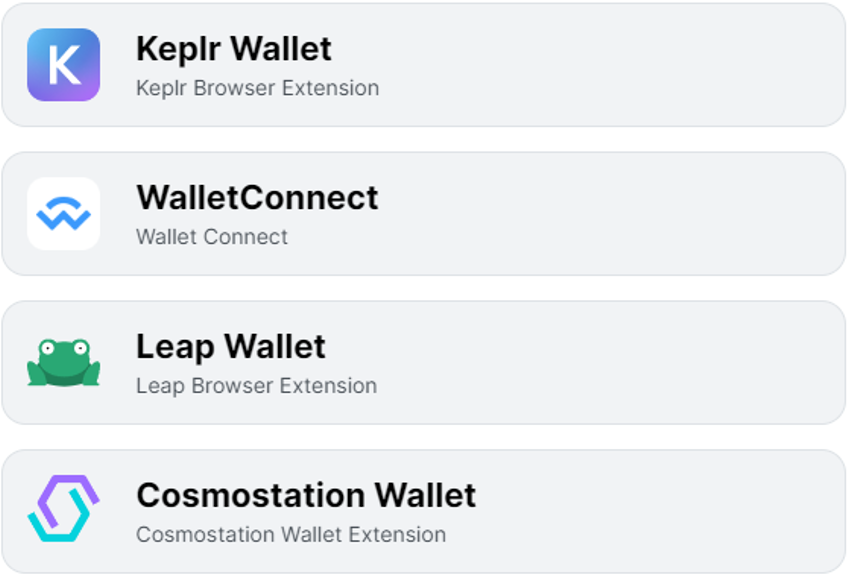 Keplr Wallet
Keplr Browser Extension
WalletConnect
Wallet Connect
Leap Wallet
Leap Browser Extension
Cosmostation Wallet
Cosmostation Wallet Extension